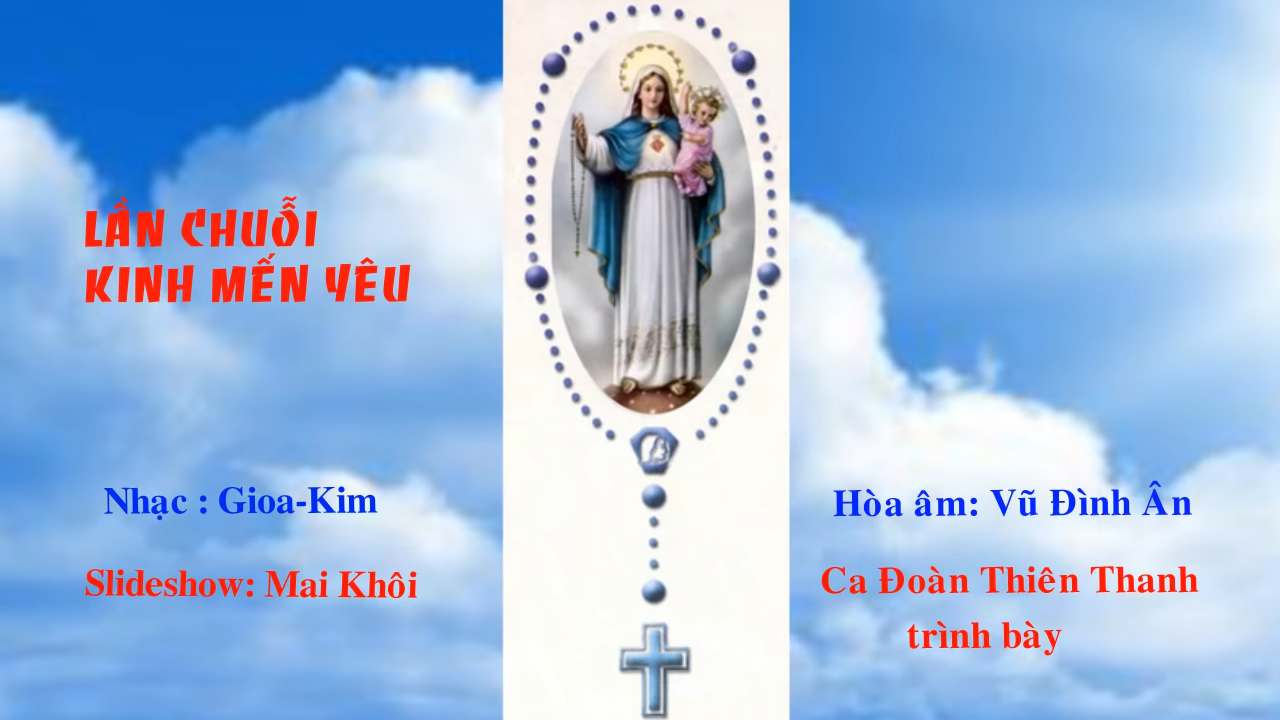 LẦN CHUỖI
KINH MẾN YÊU
Nhạc : Gioa-Kim
Slideshow: Mai Khôi
Hòa âm: Vũ Đình Ân
Ca Đoàn Thiên Thanh
trình bày